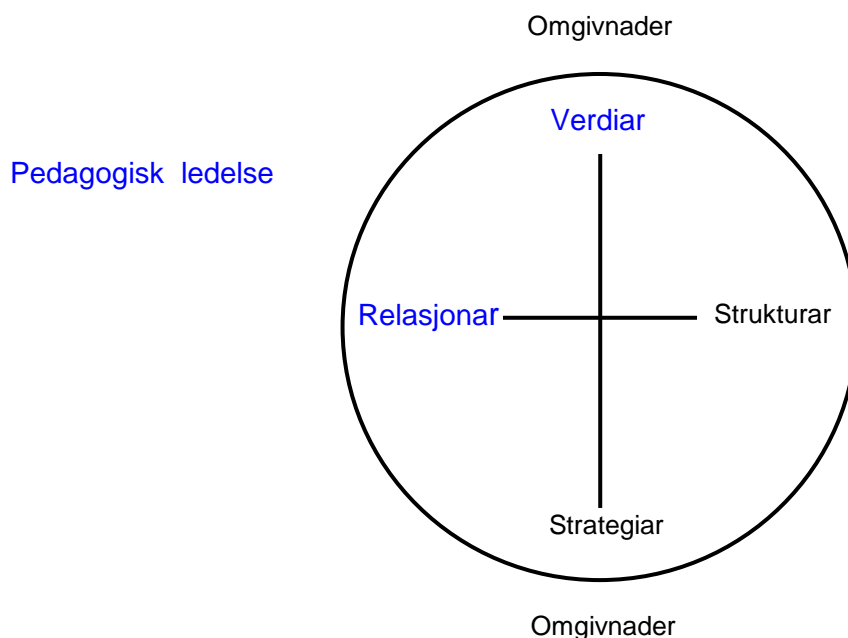 Omgivnader
Verdiar
Pedagogisk ledelse
Relasjonar
Strukturar
Strategiar
Omgivnader